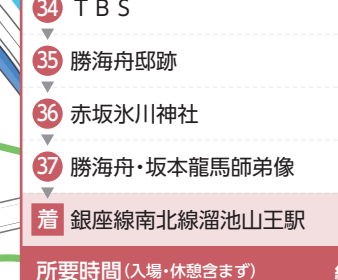 34 ＴＢＳ
35 勝海舟邸跡
36 赤坂氷川神社
37 勝海舟・坂本龍馬師弟像
着 銀座線南北線溜池山王駅
所要時間(入場・休憩含まず)